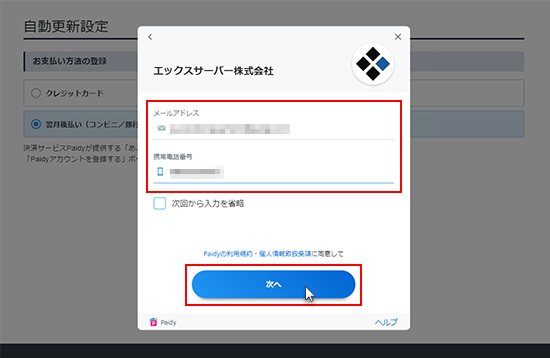 自動更新設定
お支払い方法の登録
クレジットカード
翌月後払い（コンビニ／銀行
決済サービスPaidyが提供する「あ
「Paidyアカウントを登録する」ボ
エックスサーバー株式会社
メールアドレス
携帯電話番号
次回から入力を省略
Paidyの利用規約・個人情報取扱条項に同意して
次へ
Paidy
ヘルプ